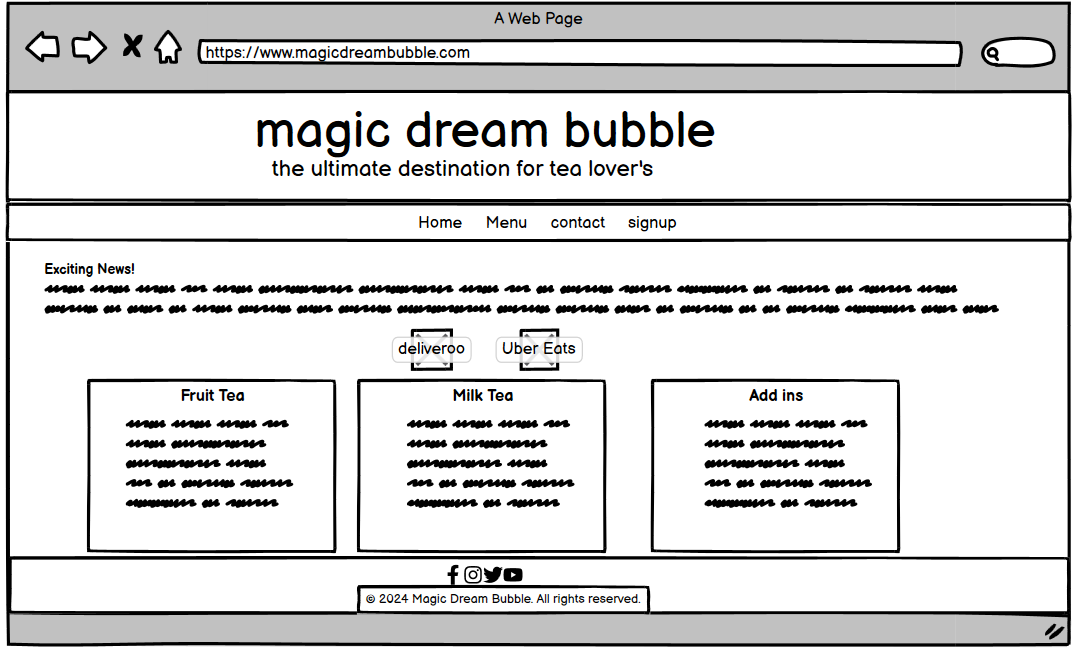 A Web Page
https://www.magicdreambubble.com
magic dream bubble
the ultimate destination for tea lover's
Home Menu contact signup
Exciting News!
deliveroo Uber Eats
Fruit Tea Milk Tea Add ins
© 2024 Magic Dream Bubble. All rights reserved.